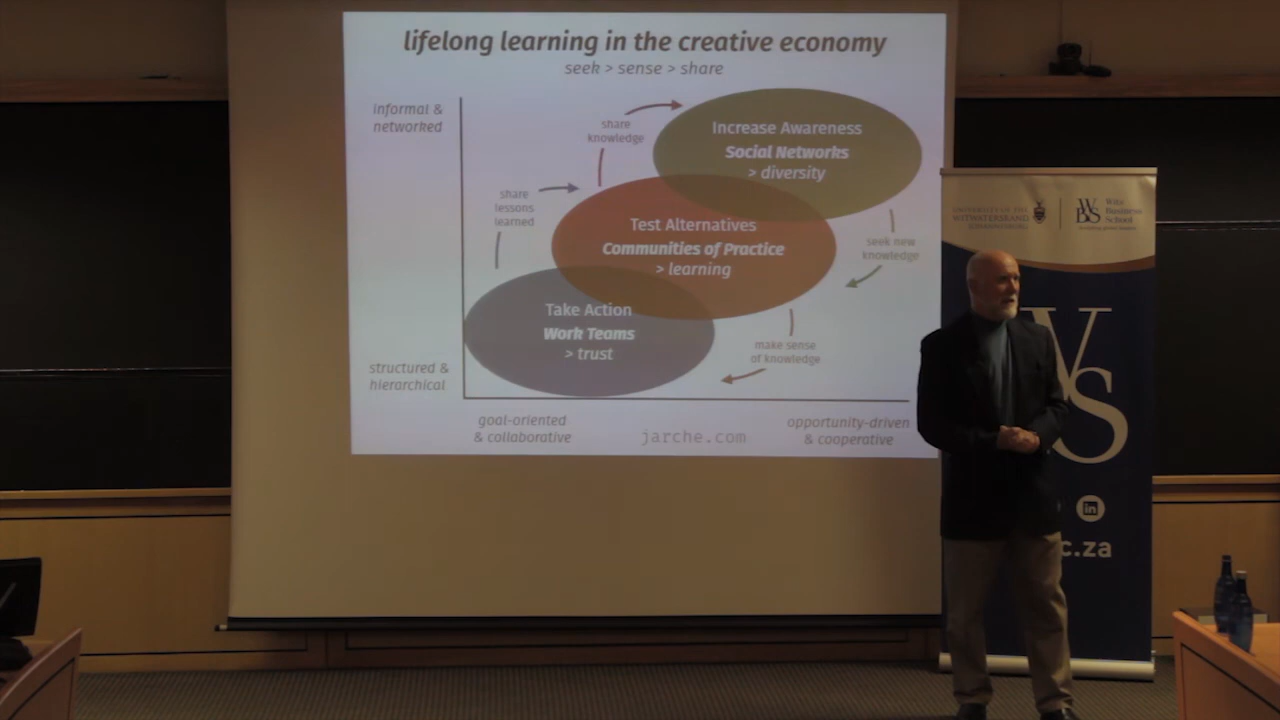 lifelong learning in the creative economy
seek > sense > share
informal &
networked
share
knowledge
Increase Awareness
Social Networks
> diversity
share
lessons
learned
Test Alternatives
Communities of Practice
> learning
seek new
knowledge
Take Action
Work Teams
> trust
make sense
of knowledge
structured &
hierarchical
goal-oriented
& collaborative
jarche.com
opportunity-driven
& cooperative
UNIVERSITY OF THE
WITWATERSRAND
JOHANNESBURG
WBS
Wits
Business
School
in
c.za